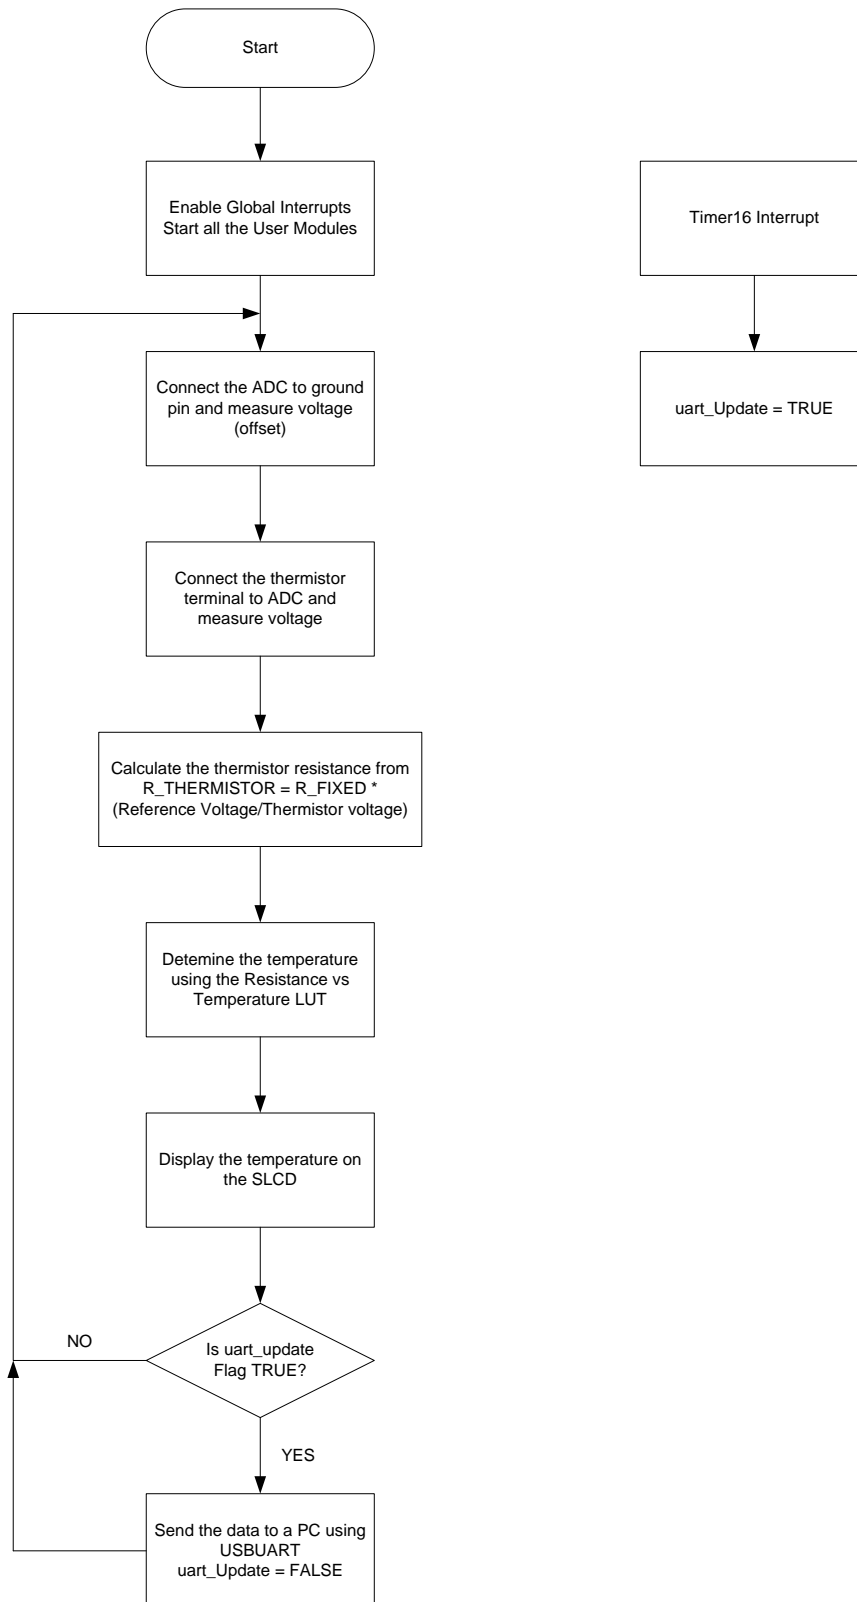 Start
Enable Global Interrupts
Start all the User Modules
Timer16 Interrupt
Connect the ADC to ground
pin and measure voltage
(offset)
uart_Update = TRUE
Connect the thermistor
terminal to ADC and
measure voltage
Calculate the thermistor resistance from
R_THERMISTOR = R_FIXED *
(Reference Voltage/Thermistor voltage)
Detemine the temperature
using the Resistance vs
Temperature LUT
Display the temperature on
the SLCD
NO
Is uart_update
Flag TRUE?
YES
Send the data to a PC using
USBUART
uart_Update = FALSE